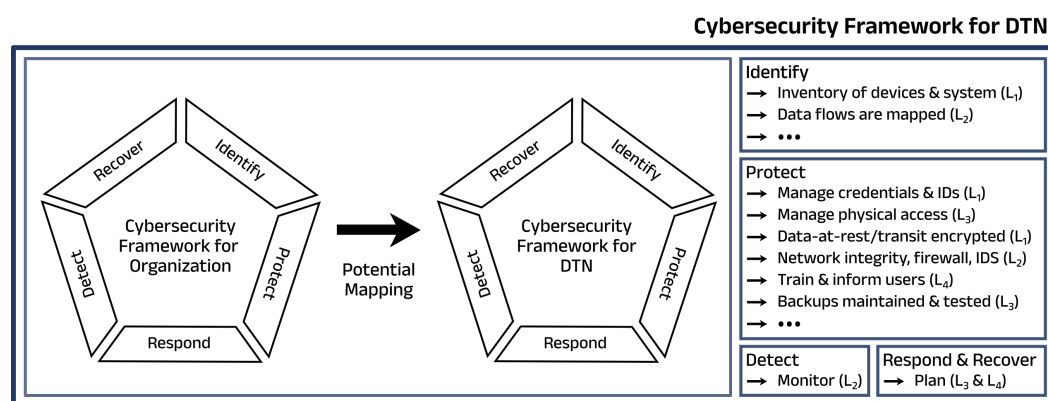 Cybersecurity Framework for DTN
Recover
Identify
Protect
Respond
Detect
Cybersecurity
Framework for
Organization
Potential
Mapping
Recover
Identify
Protect
Respond
Detect
Cybersecurity
Framework for
DTN
Identify
→ Inventory of devices & system (L₁)
→ Data flows are mapped (L₂)
→ •••
Protect
→ Manage credentials & IDs (L₁)
→ Manage physical access (L₃)
→ Data-at-rest/transit encrypted (L₁)
→ Network integrity, firewall, IDS (L₂)
→ Train & inform users (L₄)
→ Backups maintained & tested (L₃)
→ •••
Detect
→ Monitor (L₂)
Respond & Recover
→ Plan (L₃ & L₄)